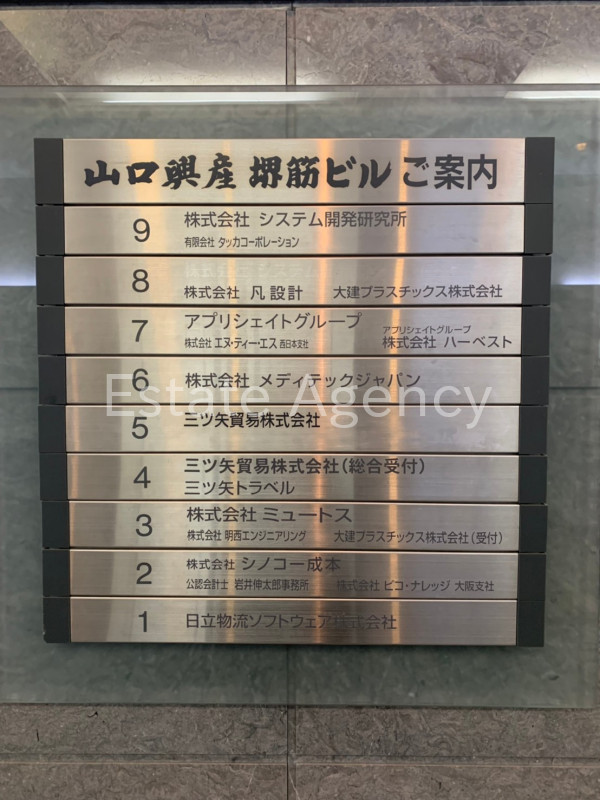 山口興産 堺筋ビル ご案内
9 株式会社 システム開発研究所
有限会社 タッカコーポレーション
8 株式会社 凡設計 大建プラスチックス株式会社
7 アプリシェイトグループ アプリシェイトグループ
株式会社 エヌ・ティー・エス 西日本支社 株式会社 ハーベスト
6 株式会社 メディテックジャパン
Estate Agency
5 三ツ矢貿易株式会社
4 三ツ矢貿易株式会社(総合受付)
三ツ矢トラベル
3 株式会社 ミュートス
株式会社 明西エンジニアリング 大建プラスチックス株式会社(受付)
2 株式会社 シノコー成本
公認会計士 岩井伸太郎事務所 株式会社 ピコ・ナレッジ 大阪支社
1 日立物流ソフトウェア株式会社